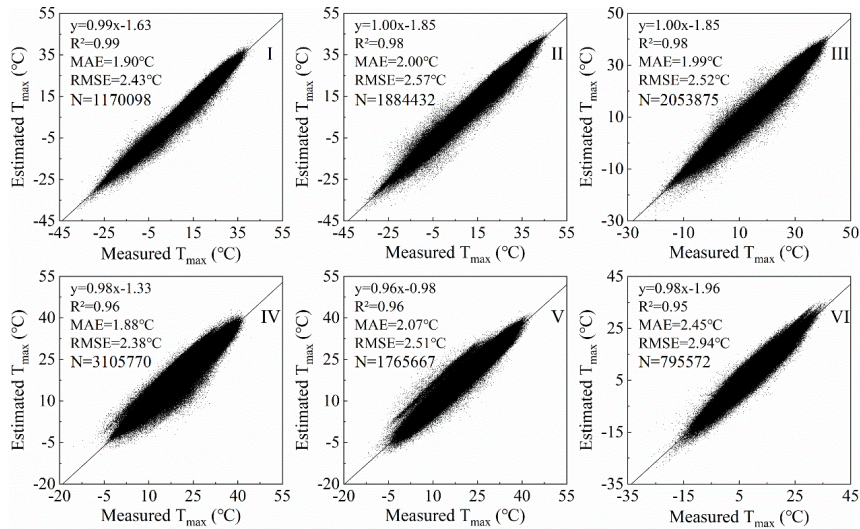 y=0.99x-1.63
R²=0.99
MAE=1.90℃
RMSE=2.43℃
N=1170098
I
55
35
15
-5
-25
-45
-45 -25 -5 15 35 55
Estimated Tmax (℃)
Measured Tmax (℃)
y=1.00x-1.85
R²=0.98
MAE=2.00℃
RMSE=2.57℃
N=1884432
II
55
35
15
-5
-25
-45
-45 -25 -5 15 35 55
Estimated Tmax (℃)
Measured Tmax (℃)
y=1.00x-1.85
R²=0.98
MAE=1.99℃
RMSE=2.52℃
N=2053875
III
50
30
10
-10
-30
-30 -10 10 30 50
Estimated Tmax (℃)
Measured Tmax (℃)
y=0.98x-1.33
R²=0.96
MAE=1.88℃
RMSE=2.38℃
N=3105770
IV
55
40
25
10
-5
-20
-20 -5 10 25 40 55
Estimated Tmax (℃)
Measured Tmax (℃)
y=0.96x-0.98
R²=0.96
MAE=2.07℃
RMSE=2.51℃
N=1765667
V
55
40
25
10
-5
-20
-20 -5 10 25 40 55
Estimated Tmax (℃)
Measured Tmax (℃)
y=0.98x-1.96
R²=0.95
MAE=2.45℃
RMSE=2.94℃
N=795572
VI
45
25
5
-15
-35
-35 -15 5 25 45
Estimated Tmax (℃)
Measured Tmax (℃)